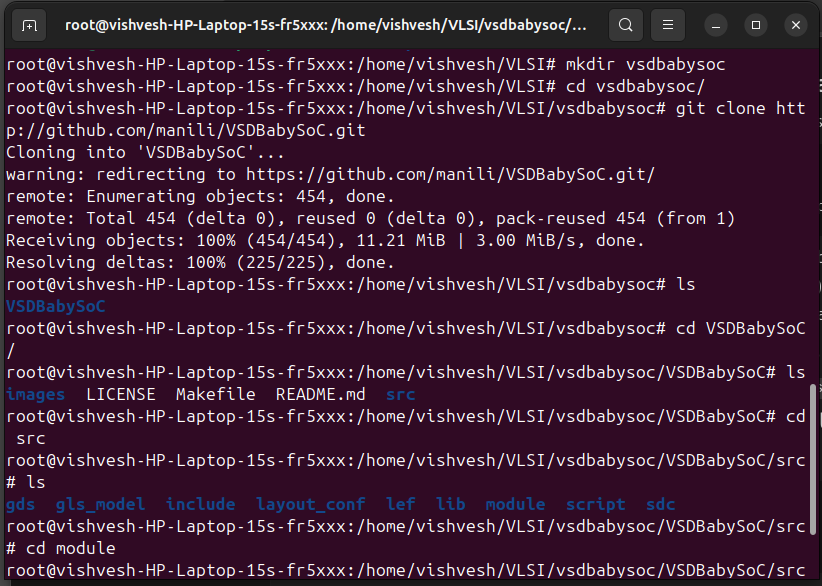 root@vishvesh-HP-Laptop-15s-fr5xxx: /home/vishvesh/VLSI/vsdbabysoc/...
root@vishvesh-HP-Laptop-15s-fr5xxx:/home/vishvesh/VLSI# mkdir vsdbabysoc
root@vishvesh-HP-Laptop-15s-fr5xxx:/home/vishvesh/VLSI# cd vsdbabysoc/
root@vishvesh-HP-Laptop-15s-fr5xxx:/home/vishvesh/VLSI/vsdbabysoc# git clone htt
p://github.com/manili/VSDBabySoC.git
Cloning into 'VSDBabySoC'...
warning: redirecting to https://github.com/manili/VSDBabySoC.git/
remote: Enumerating objects: 454, done.
remote: Total 454 (delta 0), reused 0 (delta 0), pack-reused 454 (from 1)
Receiving objects: 100% (454/454), 11.21 MiB | 3.00 MiB/s, done.
Resolving deltas: 100% (225/225), done.
root@vishvesh-HP-Laptop-15s-fr5xxx:/home/vishvesh/VLSI/vsdbabysoc# ls
VSDBabySoC
root@vishvesh-HP-Laptop-15s-fr5xxx:/home/vishvesh/VLSI/vsdbabysoc# cd VSDBabySoC
/
root@vishvesh-HP-Laptop-15s-fr5xxx:/home/vishvesh/VLSI/vsdbabysoc/VSDBabySoC# ls
images  LICENSE  Makefile  README.md  src
root@vishvesh-HP-Laptop-15s-fr5xxx:/home/vishvesh/VLSI/vsdbabysoc/VSDBabySoC# cd
 src
root@vishvesh-HP-Laptop-15s-fr5xxx:/home/vishvesh/VLSI/vsdbabysoc/VSDBabySoC/src
# ls
gds  gls_model  include  layout_conf  lef  lib  module  script  sdc
root@vishvesh-HP-Laptop-15s-fr5xxx:/home/vishvesh/VLSI/vsdbabysoc/VSDBabySoC/src
# cd module
root@vishvesh-HP-Laptop-15s-fr5xxx:/home/vishvesh/VLSI/vsdbabysoc/VSDBabySoC/src